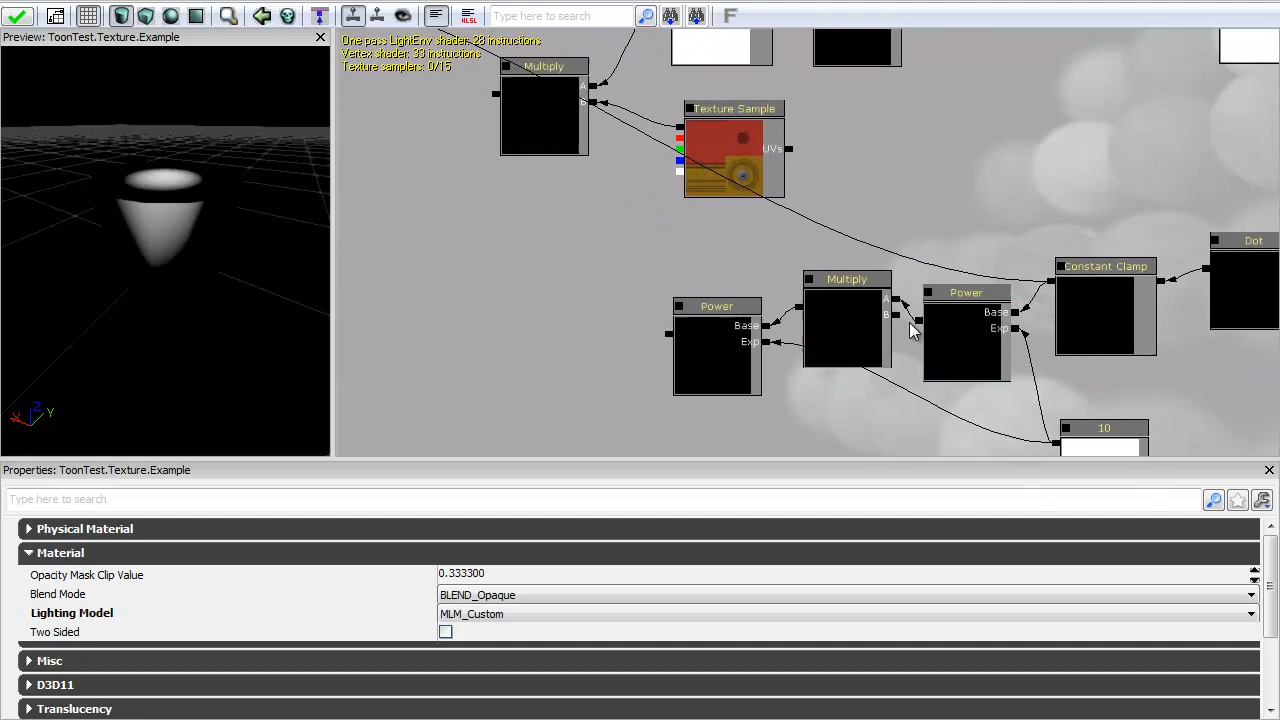 HLSL
Type here to search
F
Preview: ToonTest.Texture.Example
One pass LightEnv shader: 28 instructions
Vertex shader: 33 instructions
Texture samplers: 0/15
Multiply
A
B
Texture Sample
UVs
Dot
Constant Clamp
Multiply
A
B
Power
Base
Exp
Power
Base
Exp
10
Z
X
Y
Properties: ToonTest.Texture.Example
Type here to search
Physical Material
Material
Opacity Mask Clip Value
0.333300
Blend Mode
BLEND_Opaque
Lighting Model
MLM_Custom
Two Sided
Misc
D3D11
Translucency